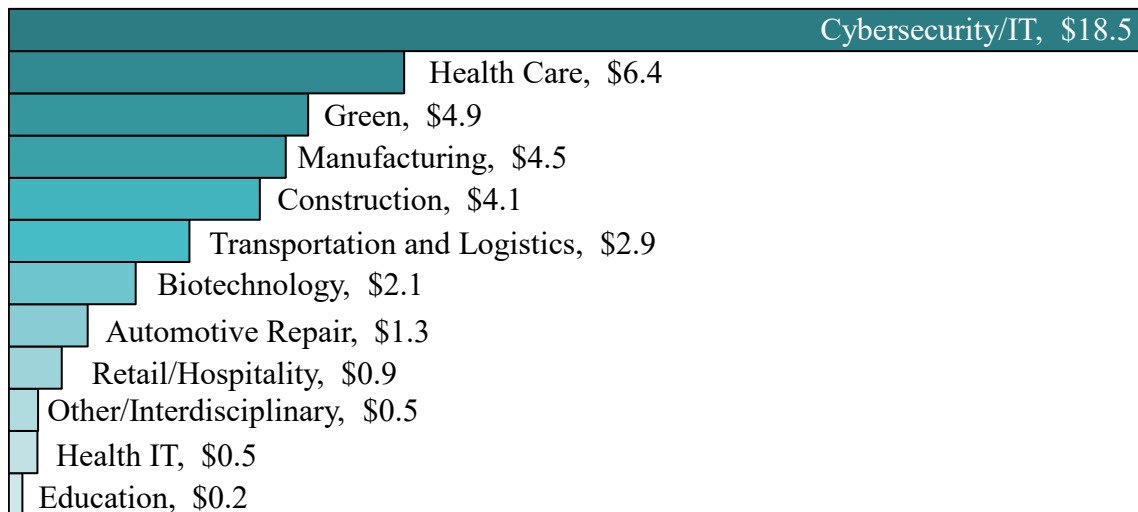 Cybersecurity/IT, $18.5
Health Care, $6.4
Green, $4.9
Manufacturing, $4.5
Construction, $4.1
Transportation and Logistics, $2.9
Biotechnology, $2.1
Automotive Repair, $1.3
Retail/Hospitality, $0.9
Other/Interdisciplinary, $0.5
Health IT, $0.5
Education, $0.2